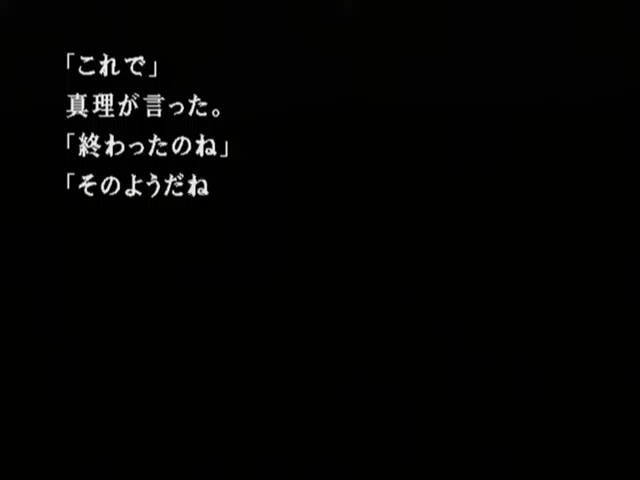 「これで」
真理が言った。
「終わったのね」
「そのようだね